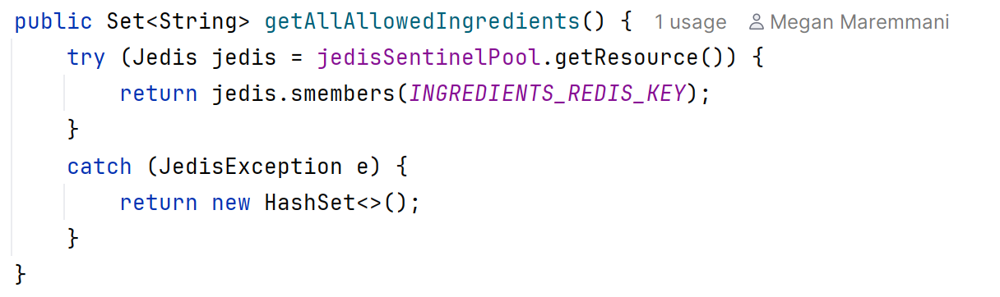 public Set<String> getAllAllowedIngredients() { 1 usage Megan Maremmani
try (Jedis jedis = jedisSentinelPool.getResource()) {
return jedis.smembers(INGREDIENTS_REDIS_KEY);
}
catch (JedisException e) {
return new HashSet<>();
}
}